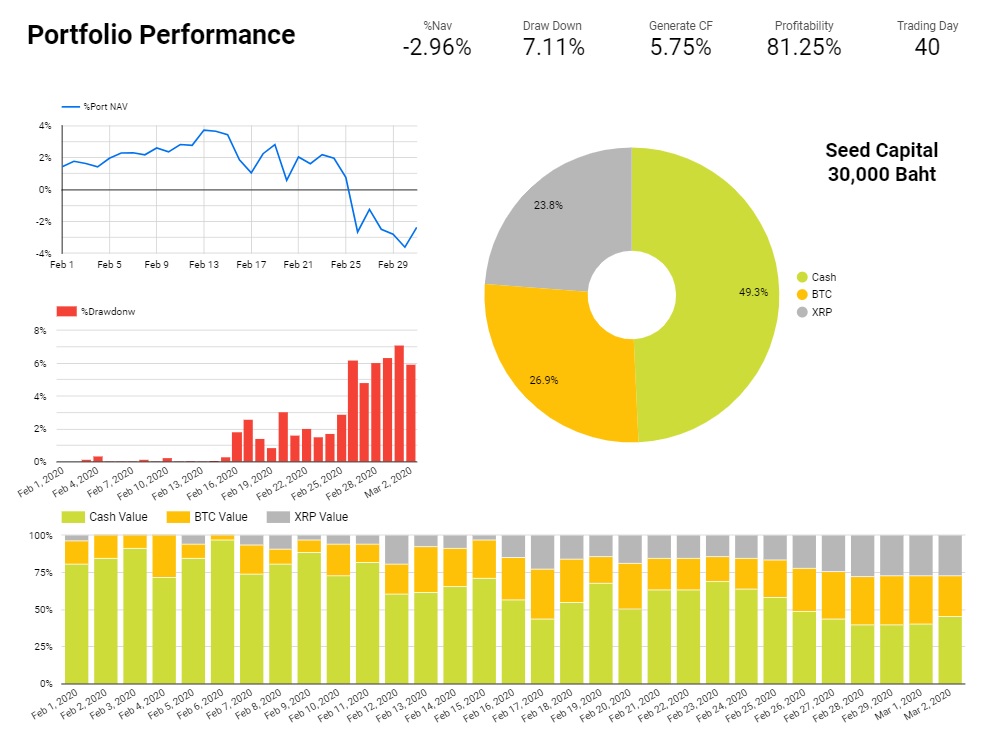 Portfolio Performance
%Nav
-2.96%
Draw Down
7.11%
Generate CF
5.75%
Profitability
81.25%
Trading Day
40
%Port NAV
4%
2%
0%
-2%
-4%
Feb 1 Feb 5 Feb 9 Feb 13 Feb 17 Feb 21 Feb 25 Feb 29
Seed Capital
30,000 Baht
23.8%
49.3%
26.9%
Cash
BTC
XRP
%Drawdonw
8%
6%
4%
2%
0%
Feb 1, 2020 Feb 4, 2020 Feb 7, 2020 Feb 10, 2020 Feb 13, 2020 Feb 16, 2020 Feb 19, 2020 Feb 22, 2020 Feb 25, 2020 Feb 28, 2020 Mar 2, 2020
Cash Value BTC Value XRP Value
100%
75%
50%
25%
0%
Feb 1, 2020 Feb 2, 2020 Feb 3, 2020 Feb 4, 2020 Feb 5, 2020 Feb 6, 2020 Feb 7, 2020 Feb 8, 2020 Feb 9, 2020 Feb 10, 2020 Feb 11, 2020 Feb 12, 2020 Feb 13, 2020 Feb 14, 2020 Feb 15, 2020 Feb 16, 2020 Feb 17, 2020 Feb 18, 2020 Feb 19, 2020 Feb 20, 2020 Feb 21, 2020 Feb 22, 2020 Feb 23, 2020 Feb 24, 2020 Feb 25, 2020 Feb 26, 2020 Feb 27, 2020 Feb 28, 2020 Feb 29, 2020 Mar 1, 2020 Mar 2, 2020